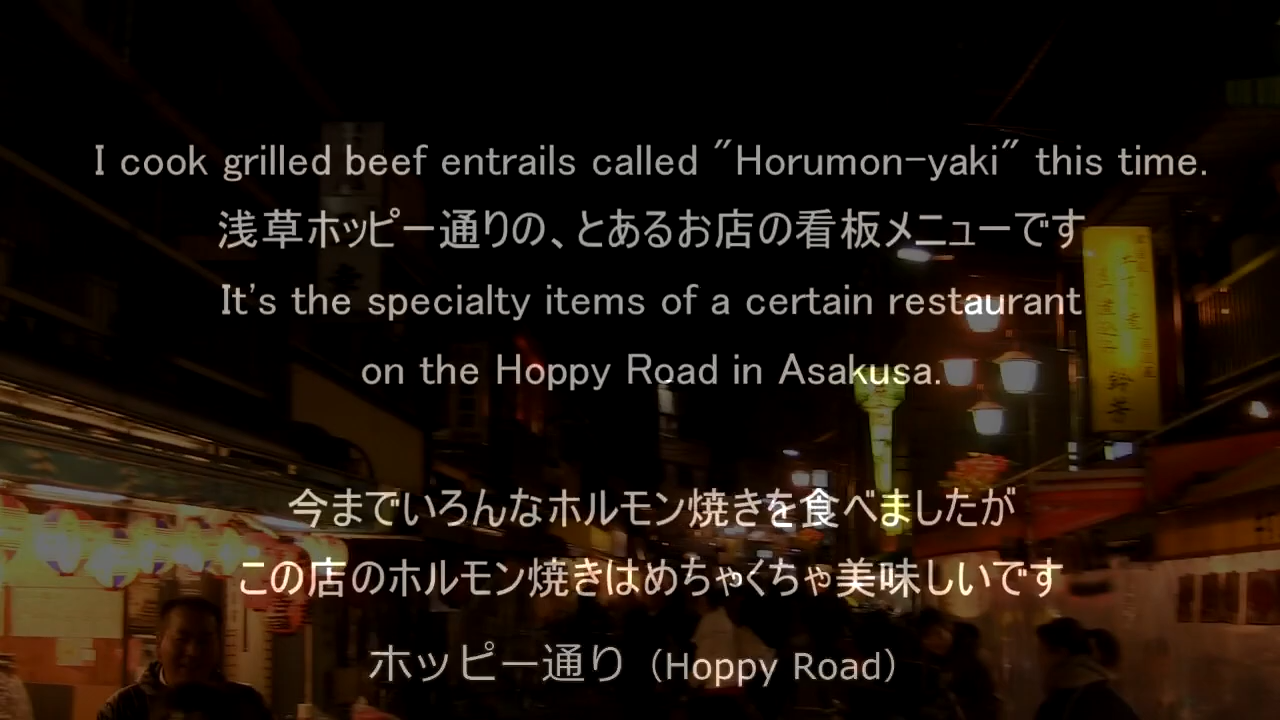 I cook grilled beef entrails called "Horumon-yaki" this time.
浅草ホッピー通りの、とあるお店の看板メニューです
It's the specialty items of a certain restaurant
on the Hoppy Road in Asakusa.
今までいろんなホルモン焼きを食べましたが
この店のホルモン焼きはめちゃくちゃ美味しいです
ホッピー通り（Hoppy Road）